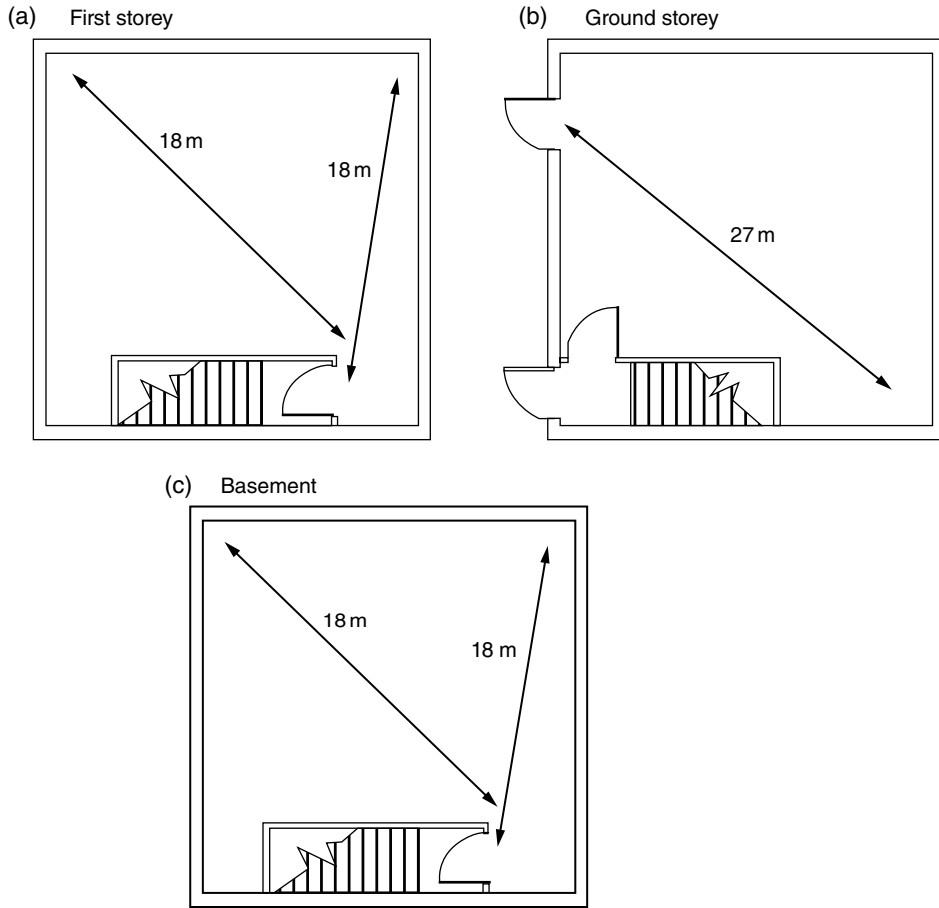 (a) First storey
18 m
18 m
(b) Ground storey
27 m
(c) Basement
18 m
18 m